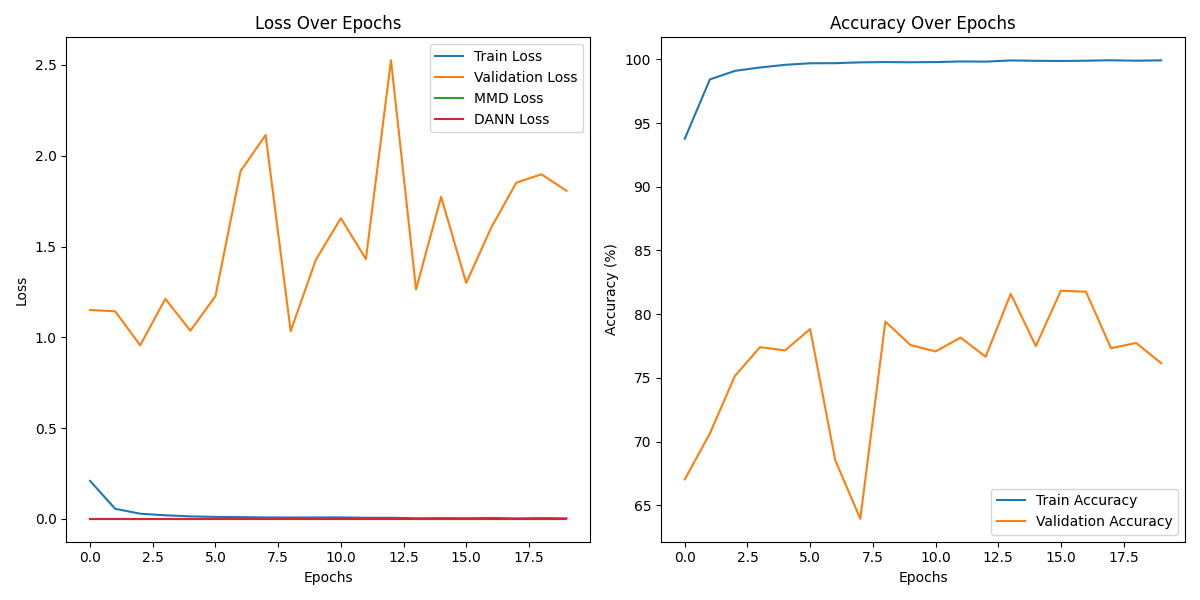 Loss Over Epochs
Loss
2.5
2.0
1.5
1.0
0.5
0.0
Train Loss
Validation Loss
MMD Loss
DANN Loss
0.0 2.5 5.0 7.5 10.0 12.5 15.0 17.5
Epochs
Accuracy Over Epochs
Accuracy (%)
100
95
90
85
80
75
70
65
Train Accuracy
Validation Accuracy
0.0 2.5 5.0 7.5 10.0 12.5 15.0 17.5
Epochs